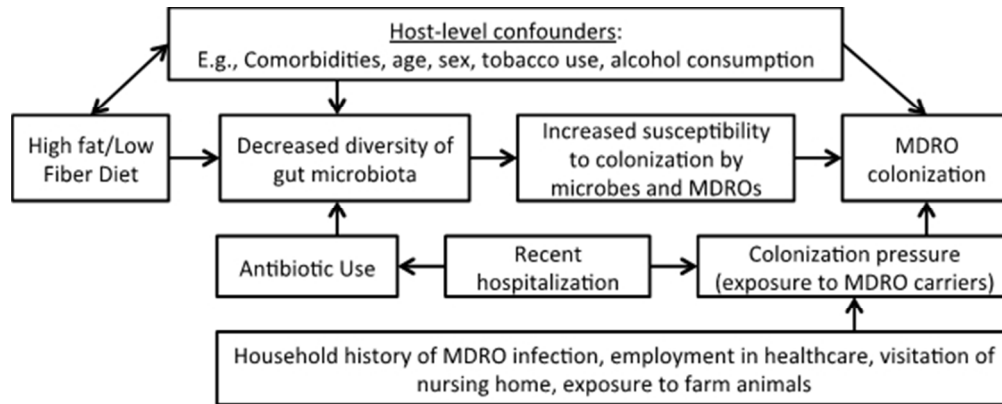 Host-level confounders:
E.g., Comorbidities, age, sex, tobacco use, alcohol consumption
High fat/Low
Fiber Diet
Decreased diversity of
gut microbiota
Increased susceptibility
to colonization by
microbes and MDROs
MDRO
colonization
Antibiotic Use
Recent
hospitalization
Colonization pressure
(exposure to MDRO carriers)
Household history of MDRO infection, employment in healthcare, visitation of
nursing home, exposure to farm animals